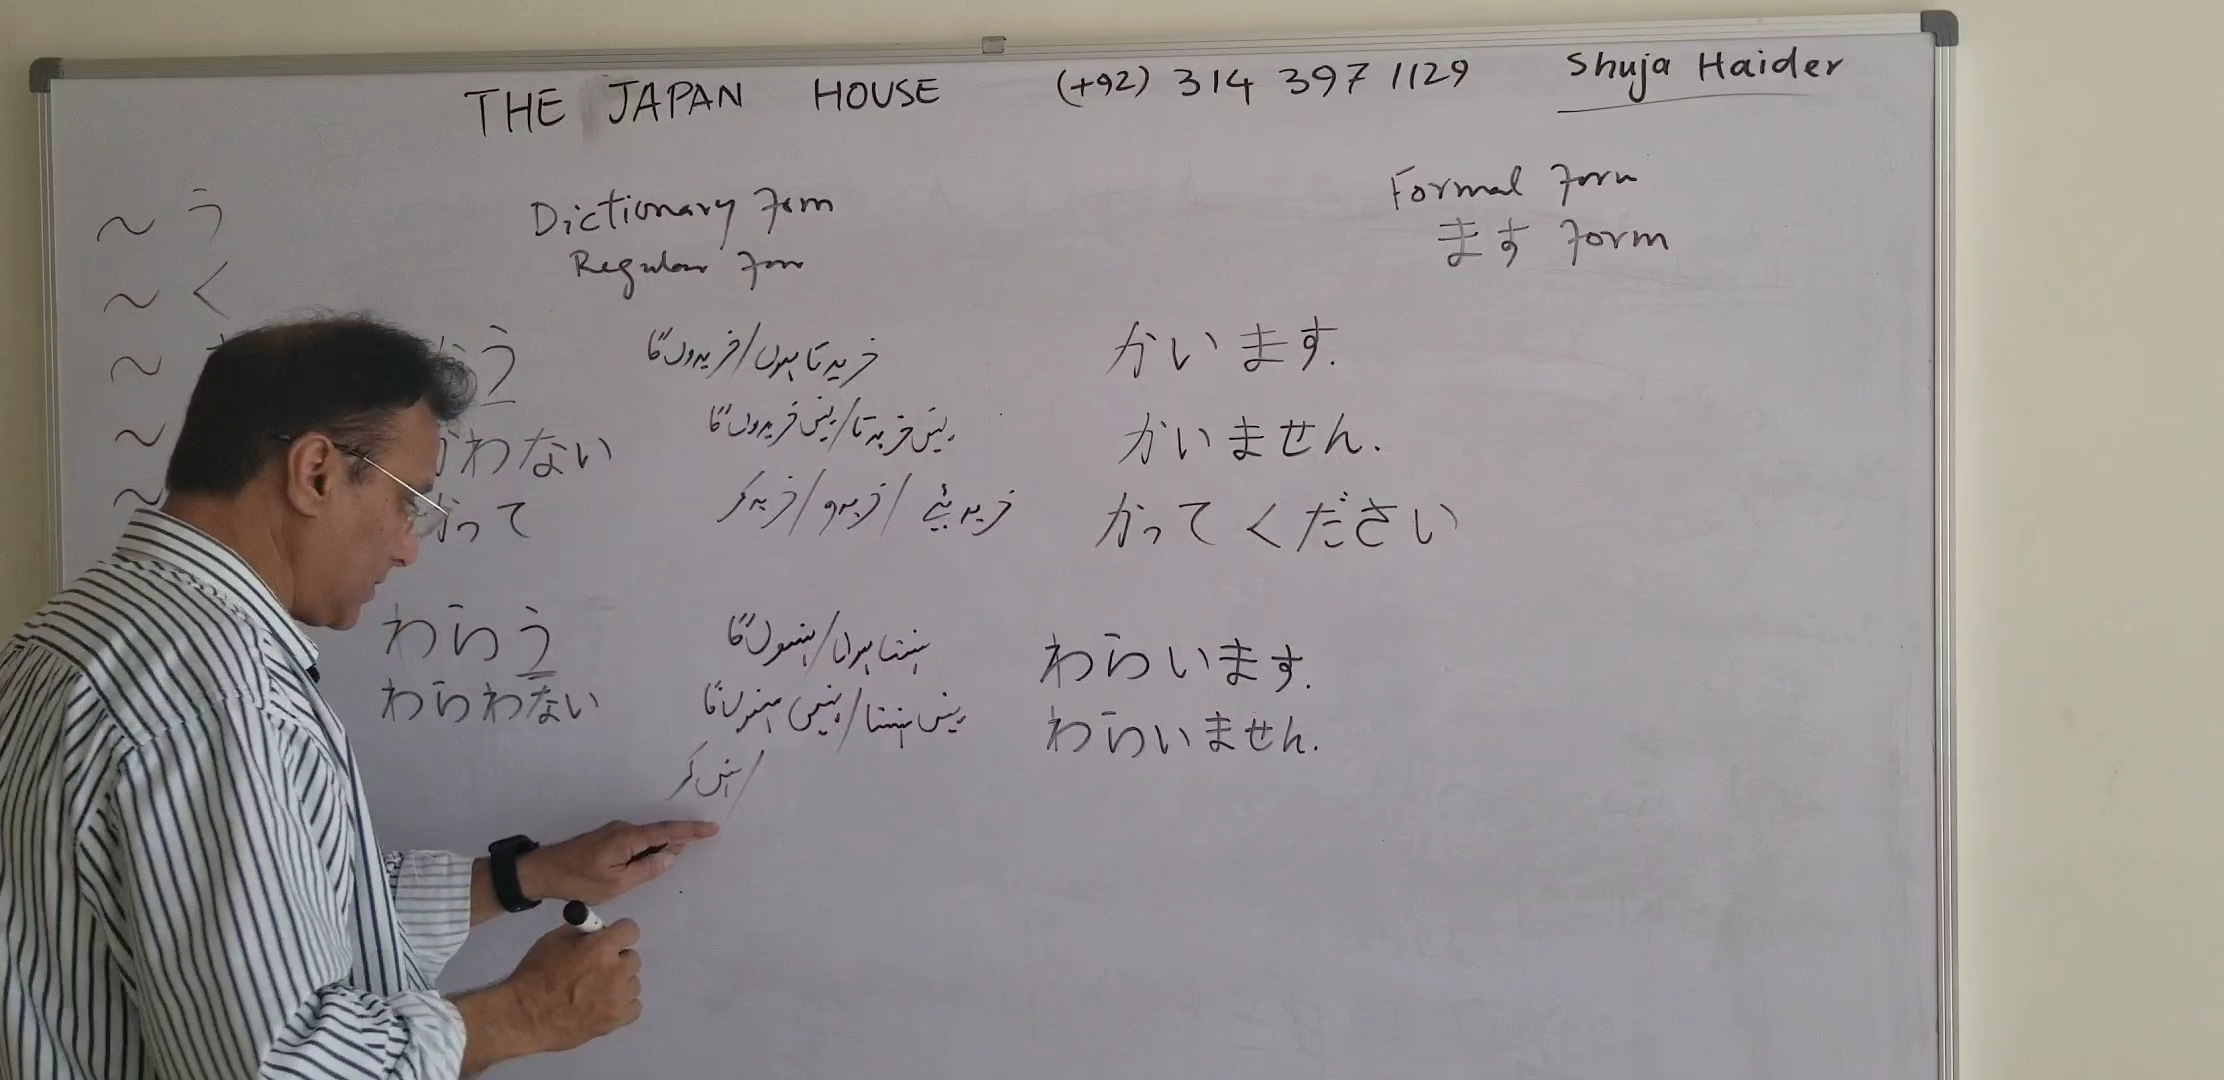 THE JAPAN HOUSE (+92) 314 397 1129 Shuja Haider
~う
Dictionary Form
Formal Form
Regular Form
ます Form
~く
~
う خریدتا ہوں/خریدوں گا かいます.
~
わない نہیں خریدتا/نہیں خریدوں گا かいません.
~
って خریدیئے/خریدو/خرید کر かってください
わらう ہنستا ہوں/ہنسوں گا わらいます.
わらわない نہیں ہنستا/نہیں ہنسوں گا わらいません.
/ہنس کر